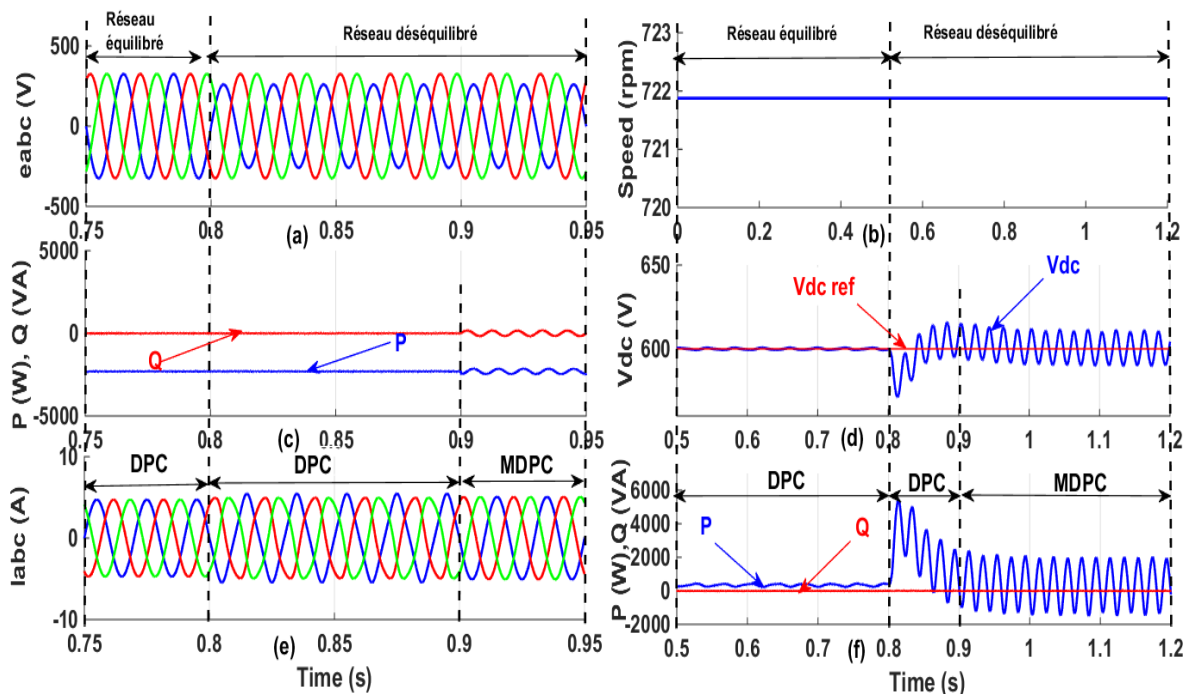 Réseau
équilibré
Réseau déséquilibré
eabc (V)
500
0
-500
0.75
0.8
0.85
0.9
0.95
(a)
Réseau équilibré
Réseau déséquilibré
Speed (rpm)
723
722
721
720
0
0.2
0.4
0.6
0.8
1
1.2
(b)
P (W), Q (VA)
5000
0
-5000
Q
P
0.75
0.8
0.85
0.9
0.95
(c)
Vdc (V)
650
600
Vdc ref
Vdc
0.5
0.6
0.7
0.8
0.9
1
1.1
1.2
(d)
Iabc (A)
10
0
-10
DPC
DPC
MDPC
0.75
0.8
0.85
0.9
0.95
(e)
Time (s)
P (W),Q (VA)
6000
4000
2000
0
-2000
DPC
DPC
MDPC
P
Q
0.5
0.6
0.7
0.8
0.9
1
1.1
1.2
(f)
Time (s)